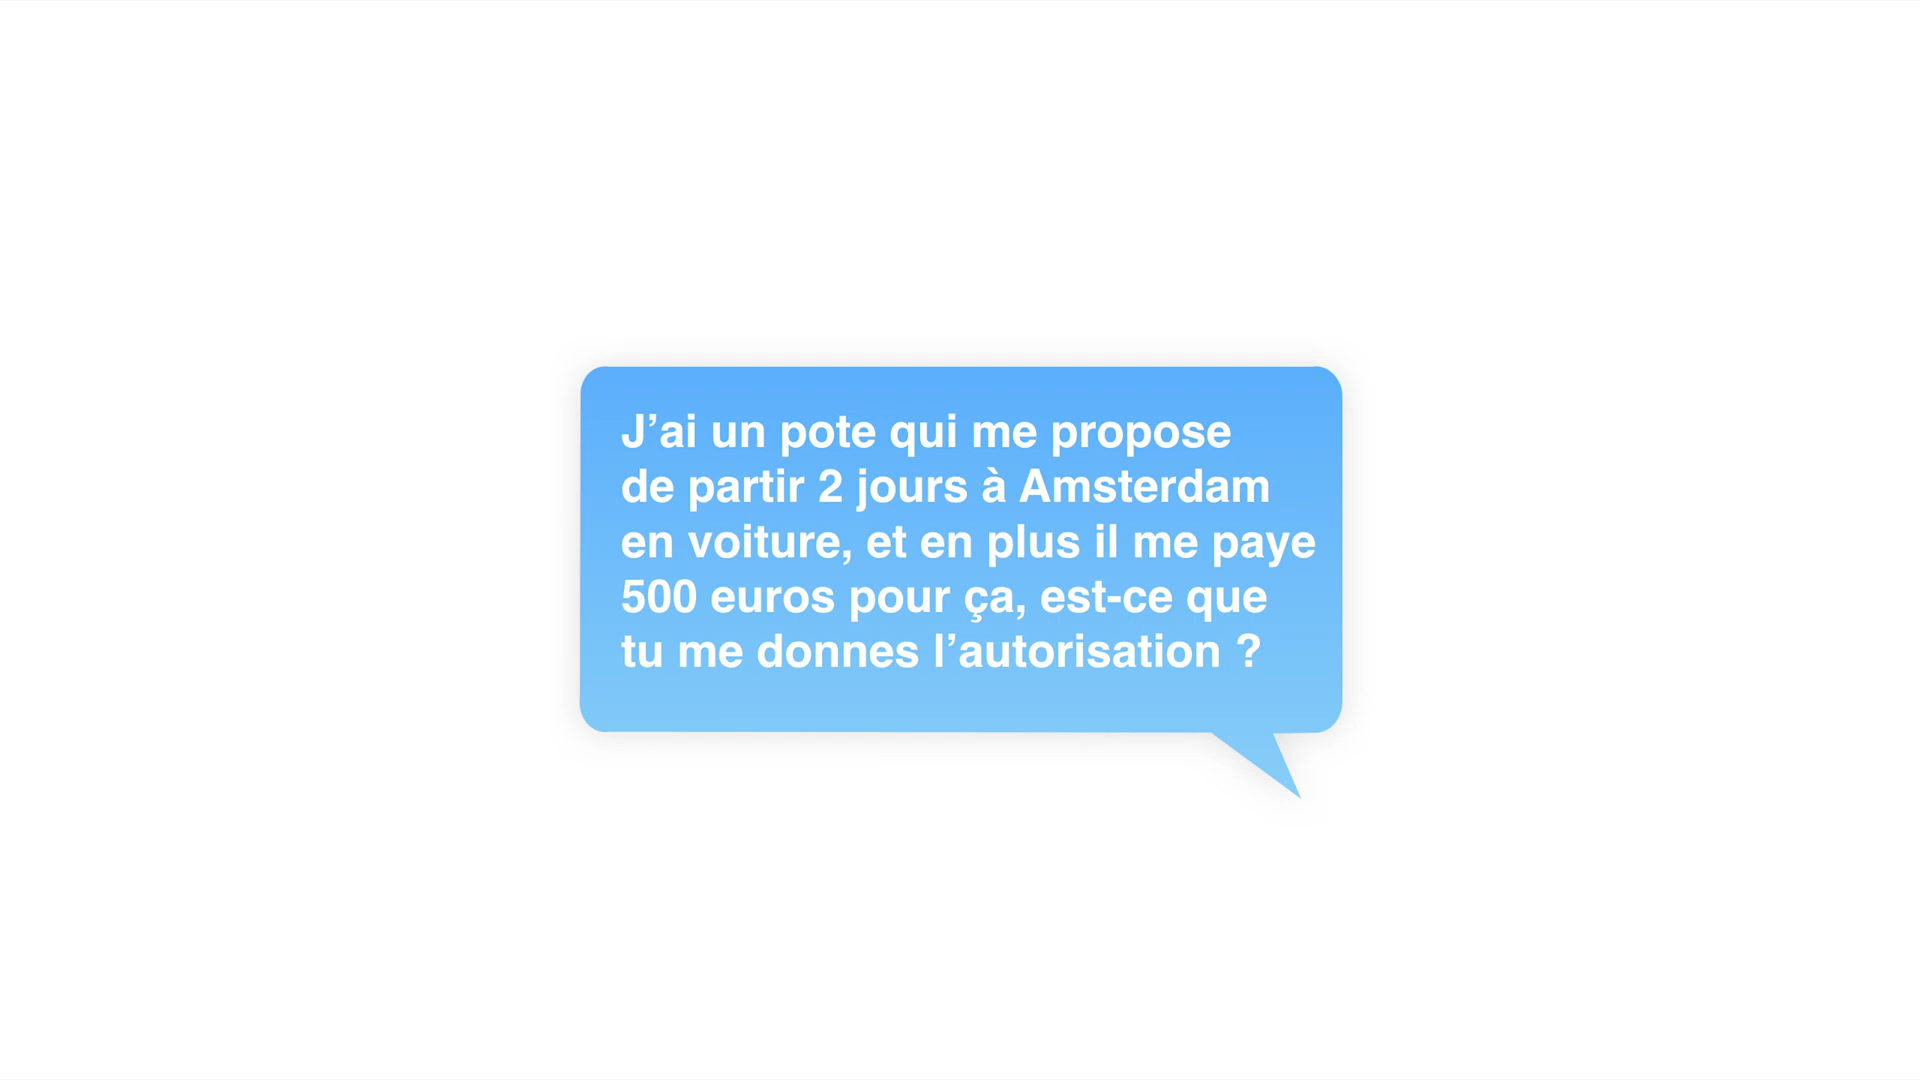 J’ai un pote qui me propose
de partir 2 jours à Amsterdam
en voiture, et en plus il me paye
500 euros pour ça, est-ce que
tu me donnes l’autorisation ?